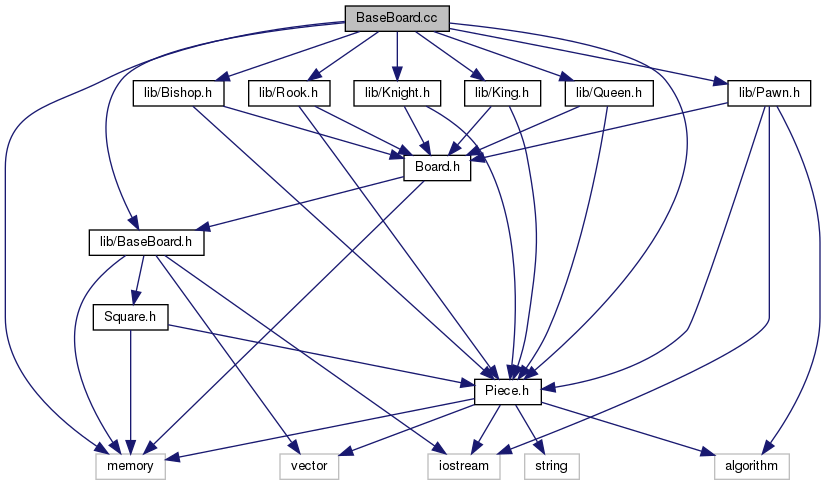 BaseBoard.cc
lib/Bishop.h
lib/Rook.h
lib/Knight.h
lib/King.h
lib/Queen.h
lib/Pawn.h
Board.h
lib/BaseBoard.h
Square.h
Piece.h
memory
vector
iostream
string
algorithm